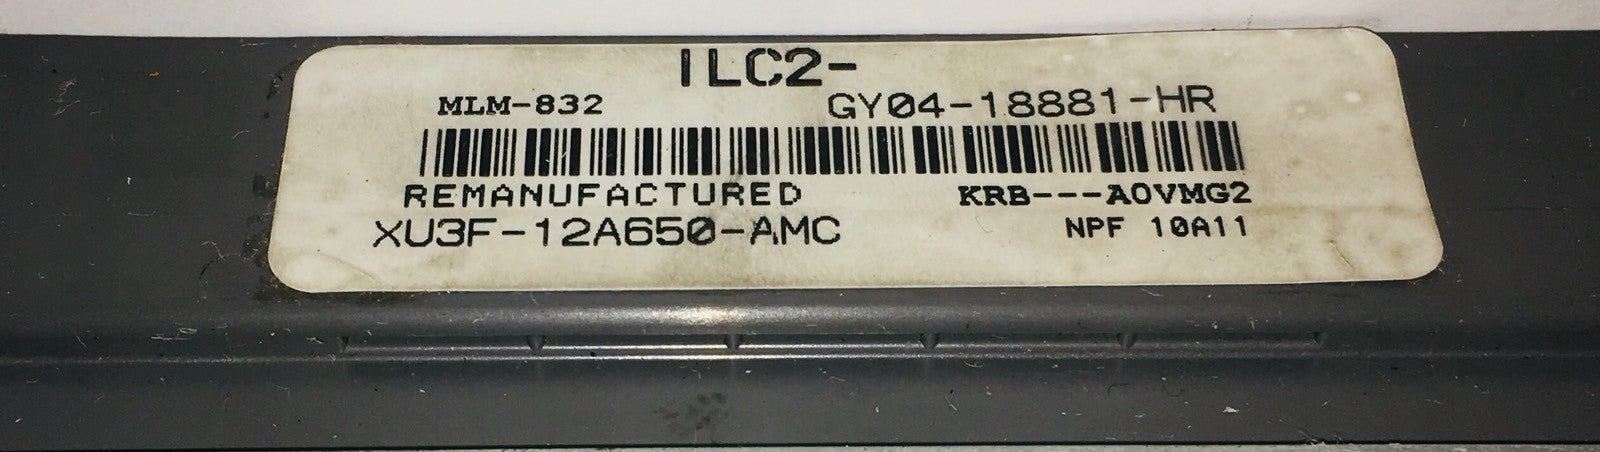 ILC2-
MLM-832 GY04-18881-HR
REMANUFACTURED KRB---A0VMG2
XU3F-12A650-AMC NPF 10A11